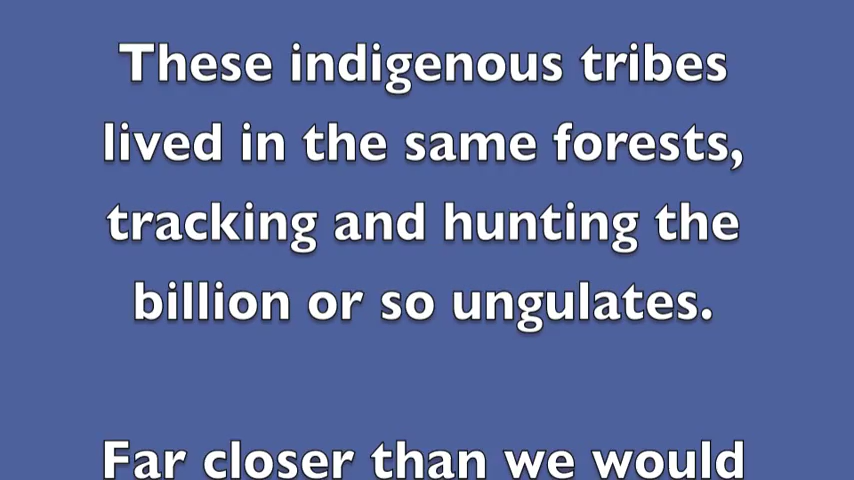 These indigenous tribes
lived in the same forests,
tracking and hunting the
billion or so ungulates.
Far closer than we would